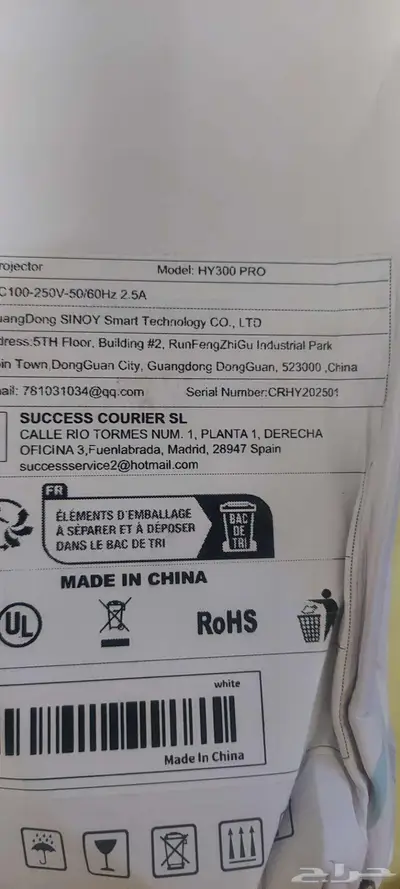 rojector Model: HY300 PRO
C100-250V-50/60Hz 2.5A
uangDong SINOY Smart Technology CO., LTD
dress:5TH Floor, Building #2, RunFengZhiGu Industrial Park
in Town,DongGuan City, Guangdong DongGuan, 523000 ,China
ail: 781031034@qq.com Serial Number:CRHY202501
SUCCESS COURIER SL
CALLE RIO TORMES NUM. 1, PLANTA 1, DERECHA
OFICINA 3,Fuenlabrada, Madrid, 28947 Spain
successservice2@hotmail.com
FR
ÉLÉMENTS D'EMBALLAGE
À SÉPARER ET À DÉPOSER
DANS LE BAC DE TRI
BAC
DE
TRI
MADE IN CHINA
UL
RoHS
white
Made In China
حراج